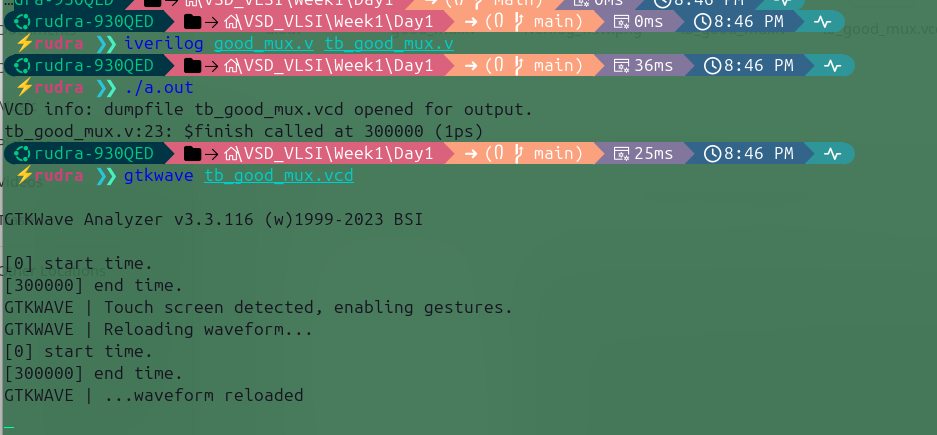 rudra-930QED → \VSD_VLSI\Week1\Day1 → ( main) 0ms 8:46 PM
rudra-930QED → \VSD_VLSI\Week1\Day1 → ( main) 0ms 8:46 PM
⚡rudra ❯❯ iverilog good_mux.v tb_good_mux.v
rudra-930QED → \VSD_VLSI\Week1\Day1 → ( main) 36ms 8:46 PM
⚡rudra ❯❯ ./a.out
VCD info: dumpfile tb_good_mux.vcd opened for output.
tb_good_mux.v:23: $finish called at 300000 (1ps)
rudra-930QED → \VSD_VLSI\Week1\Day1 → ( main) 25ms 8:46 PM
⚡rudra ❯❯ gtkwave tb_good_mux.vcd
GTKWave Analyzer v3.3.116 (w)1999-2023 BSI
[0] start time.
[300000] end time.
GTKWAVE | Touch screen detected, enabling gestures.
GTKWAVE | Reloading waveform...
[0] start time.
[300000] end time.
GTKWAVE | ...waveform reloaded